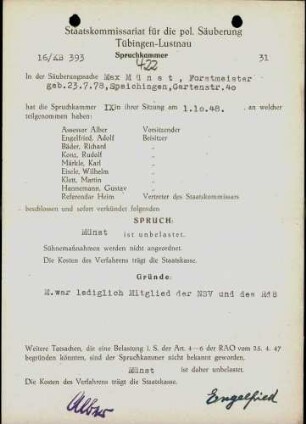 Staatskommissariat für die pol. Säuberung
Tübingen-Lustnau
16/KB 393 Spruchkammer 31
422
In der Säuberungssache Max Münst, Forstmeister
geb.23.7.78, Speichingen, Gartenstr.40
hat die Spruchkammer IX in ihrer Sitzung am 1.10.48. an welcher
teilgenommen haben:
Assessor Alber Vorsitzender
Engelfried, Adolf Beisitzer
Bäder, Richard "
Konz, Rudolf "
Märkle, Karl "
Eisele, Wilhelm "
Klett, Martin "
Hannemann, Gustav "
Referendar Heim Vertreter des Staatskommissars
beschlossen und sofort verkündet folgenden
SPRUCH:
Münst ist unbelastet.
Sühnemaßnahmen werden nicht angeordnet.
Die Kosten des Verfahrens trägt die Staatskasse.
Gründe:
M.war lediglich Mitglied der NSV und des RdB
Weitere Tatsachen, die eine Belastung i. S. der Art. 4—6 der RAO vom 25. 4. 47
begründen könnten, sind der Spruchkammer nicht bekannt geworden.
Münst ist daher unbelastet.
Die Kosten des Verfahrens trägt die Staatskasse.
Alber Engelfried